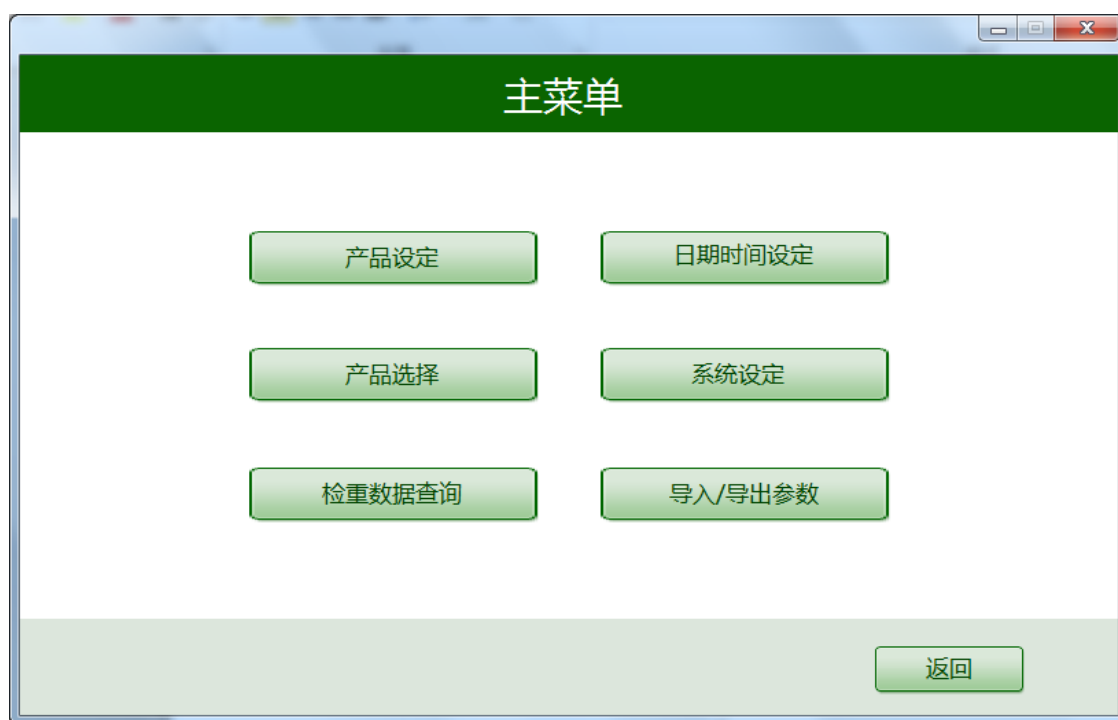 主菜单
产品设定
日期时间设定
产品选择
系统设定
检重数据查询
导入/导出参数
返回